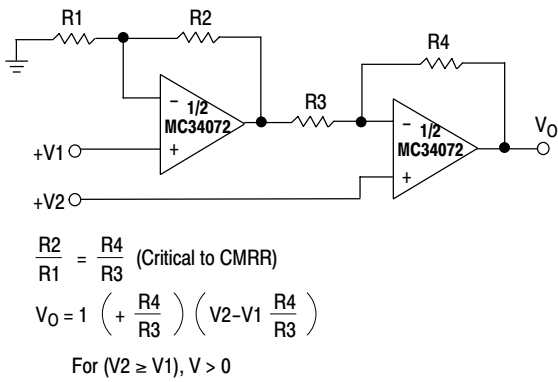 R1
R2
R3
R4
−
1/2
MC34072
+
−
1/2
MC34072
+
+V1
+V2
VO
R2/R1 = R4/R3 (Critical to CMRR)
VO = 1 ( + R4/R3 ) ( V2−V1 R4/R3 )
For (V2 ≥ V1), V > 0